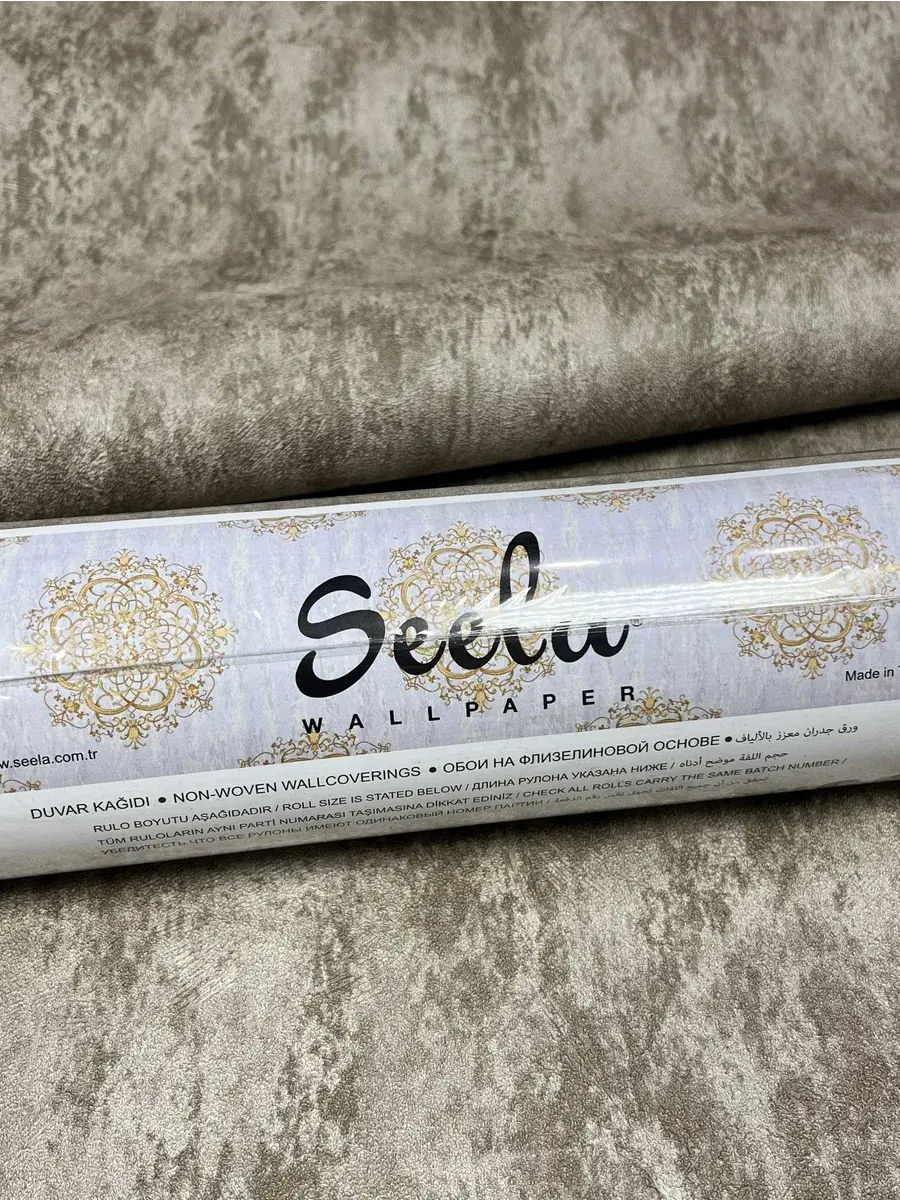 Seela®
WALLPAPER
Made in
w.seela.com.tr
DUVAR KAĞIDI ● NON-WOVEN WALLCOVERINGS ● ОБОИ НА ФЛИЗЕЛИНОВОЙ ОСНОВЕ ● ورق جدران معزز بالألياف
RULO BOYUTU AŞAĞIDADIR / ROLL SIZE IS STATED BELOW / ДЛИНА РУЛОНА УКАЗАНА НИЖЕ / حجم اللفة موضح أدناه
TÜM RULOLARIN AYNI PARTİ NUMARASI TAŞIMASINA DİKKAT EDİNİZ / CHECK ALL ROLLS CARRY THE SAME BATCH NUMBER /
УБЕДИТЕСТЬ ЧТО ВСЕ РУЛОНЫ ИМЕЮТ ОДИНАКОВЫЙ НОМЕР ПАРТИИ /